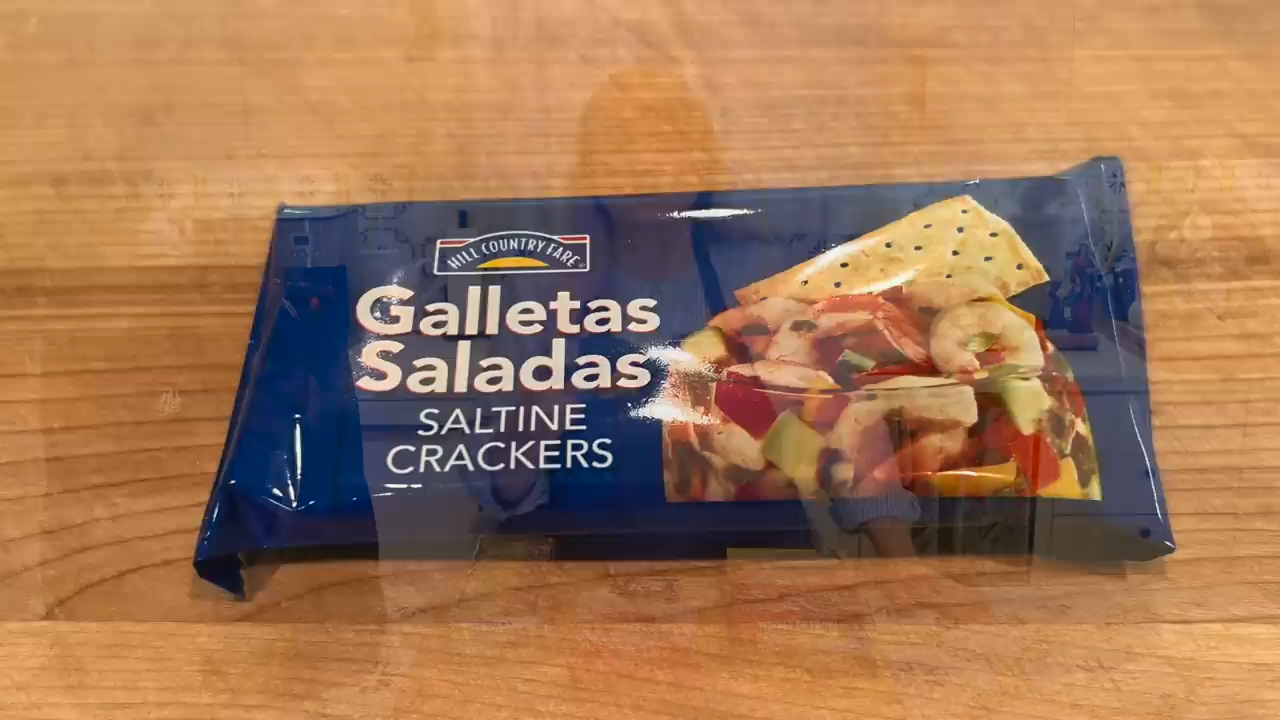 HILL COUNTRY FARE
Galletas
Saladas
SALTINE
CRACKERS